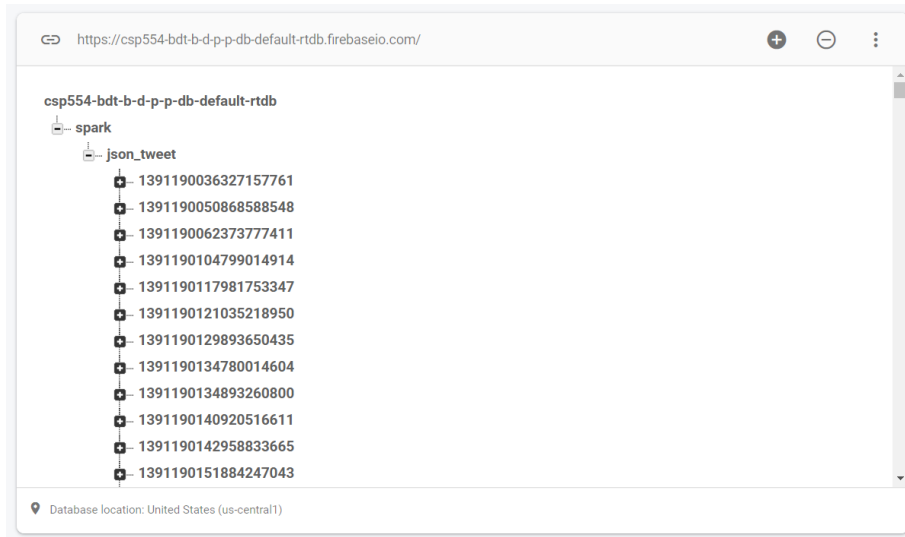 https://csp554-bdt-b-d-p-p-db-default-rtdb.firebaseio.com/
csp554-bdt-b-d-p-p-db-default-rtdb
spark
json_tweet
1391190036327157761
1391190050868588548
1391190062373777411
1391190104799014914
1391190117981753347
1391190121035218950
1391190129893650435
1391190134780014604
1391190134893260800
1391190140920516611
1391190142958833665
1391190151884247043
Database location: United States (us-central1)